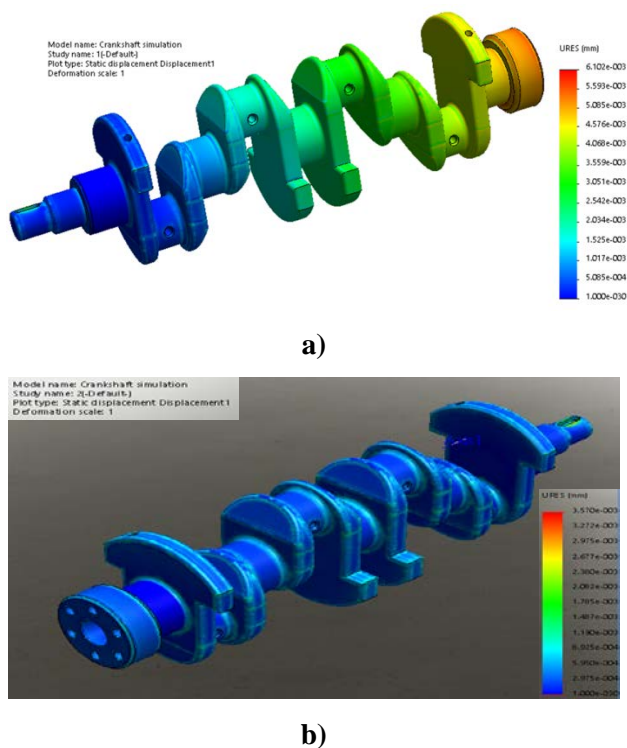 Model name: Crankshaft simulation
Study name: 1(-Default-)
Plot type: Static displacement Displacement1
Deformation scale: 1
URES (mm)
6.102e-003
5.593e-003
5.085e-003
4.576e-003
4.068e-003
3.559e-003
3.051e-003
2.542e-003
2.034e-003
1.525e-003
1.017e-003
5.085e-004
1.000e-030
a)
Model name: Crankshaft simulation
Study name: 2(-Default-)
Plot type: Static displacement Displacement1
Deformation scale: 1
URES (mm)
3.570e-003
3.272e-003
2.975e-003
2.677e-003
2.380e-003
2.082e-003
1.785e-003
1.487e-003
1.190e-003
8.925e-004
5.950e-004
2.975e-004
1.000e-030
b)